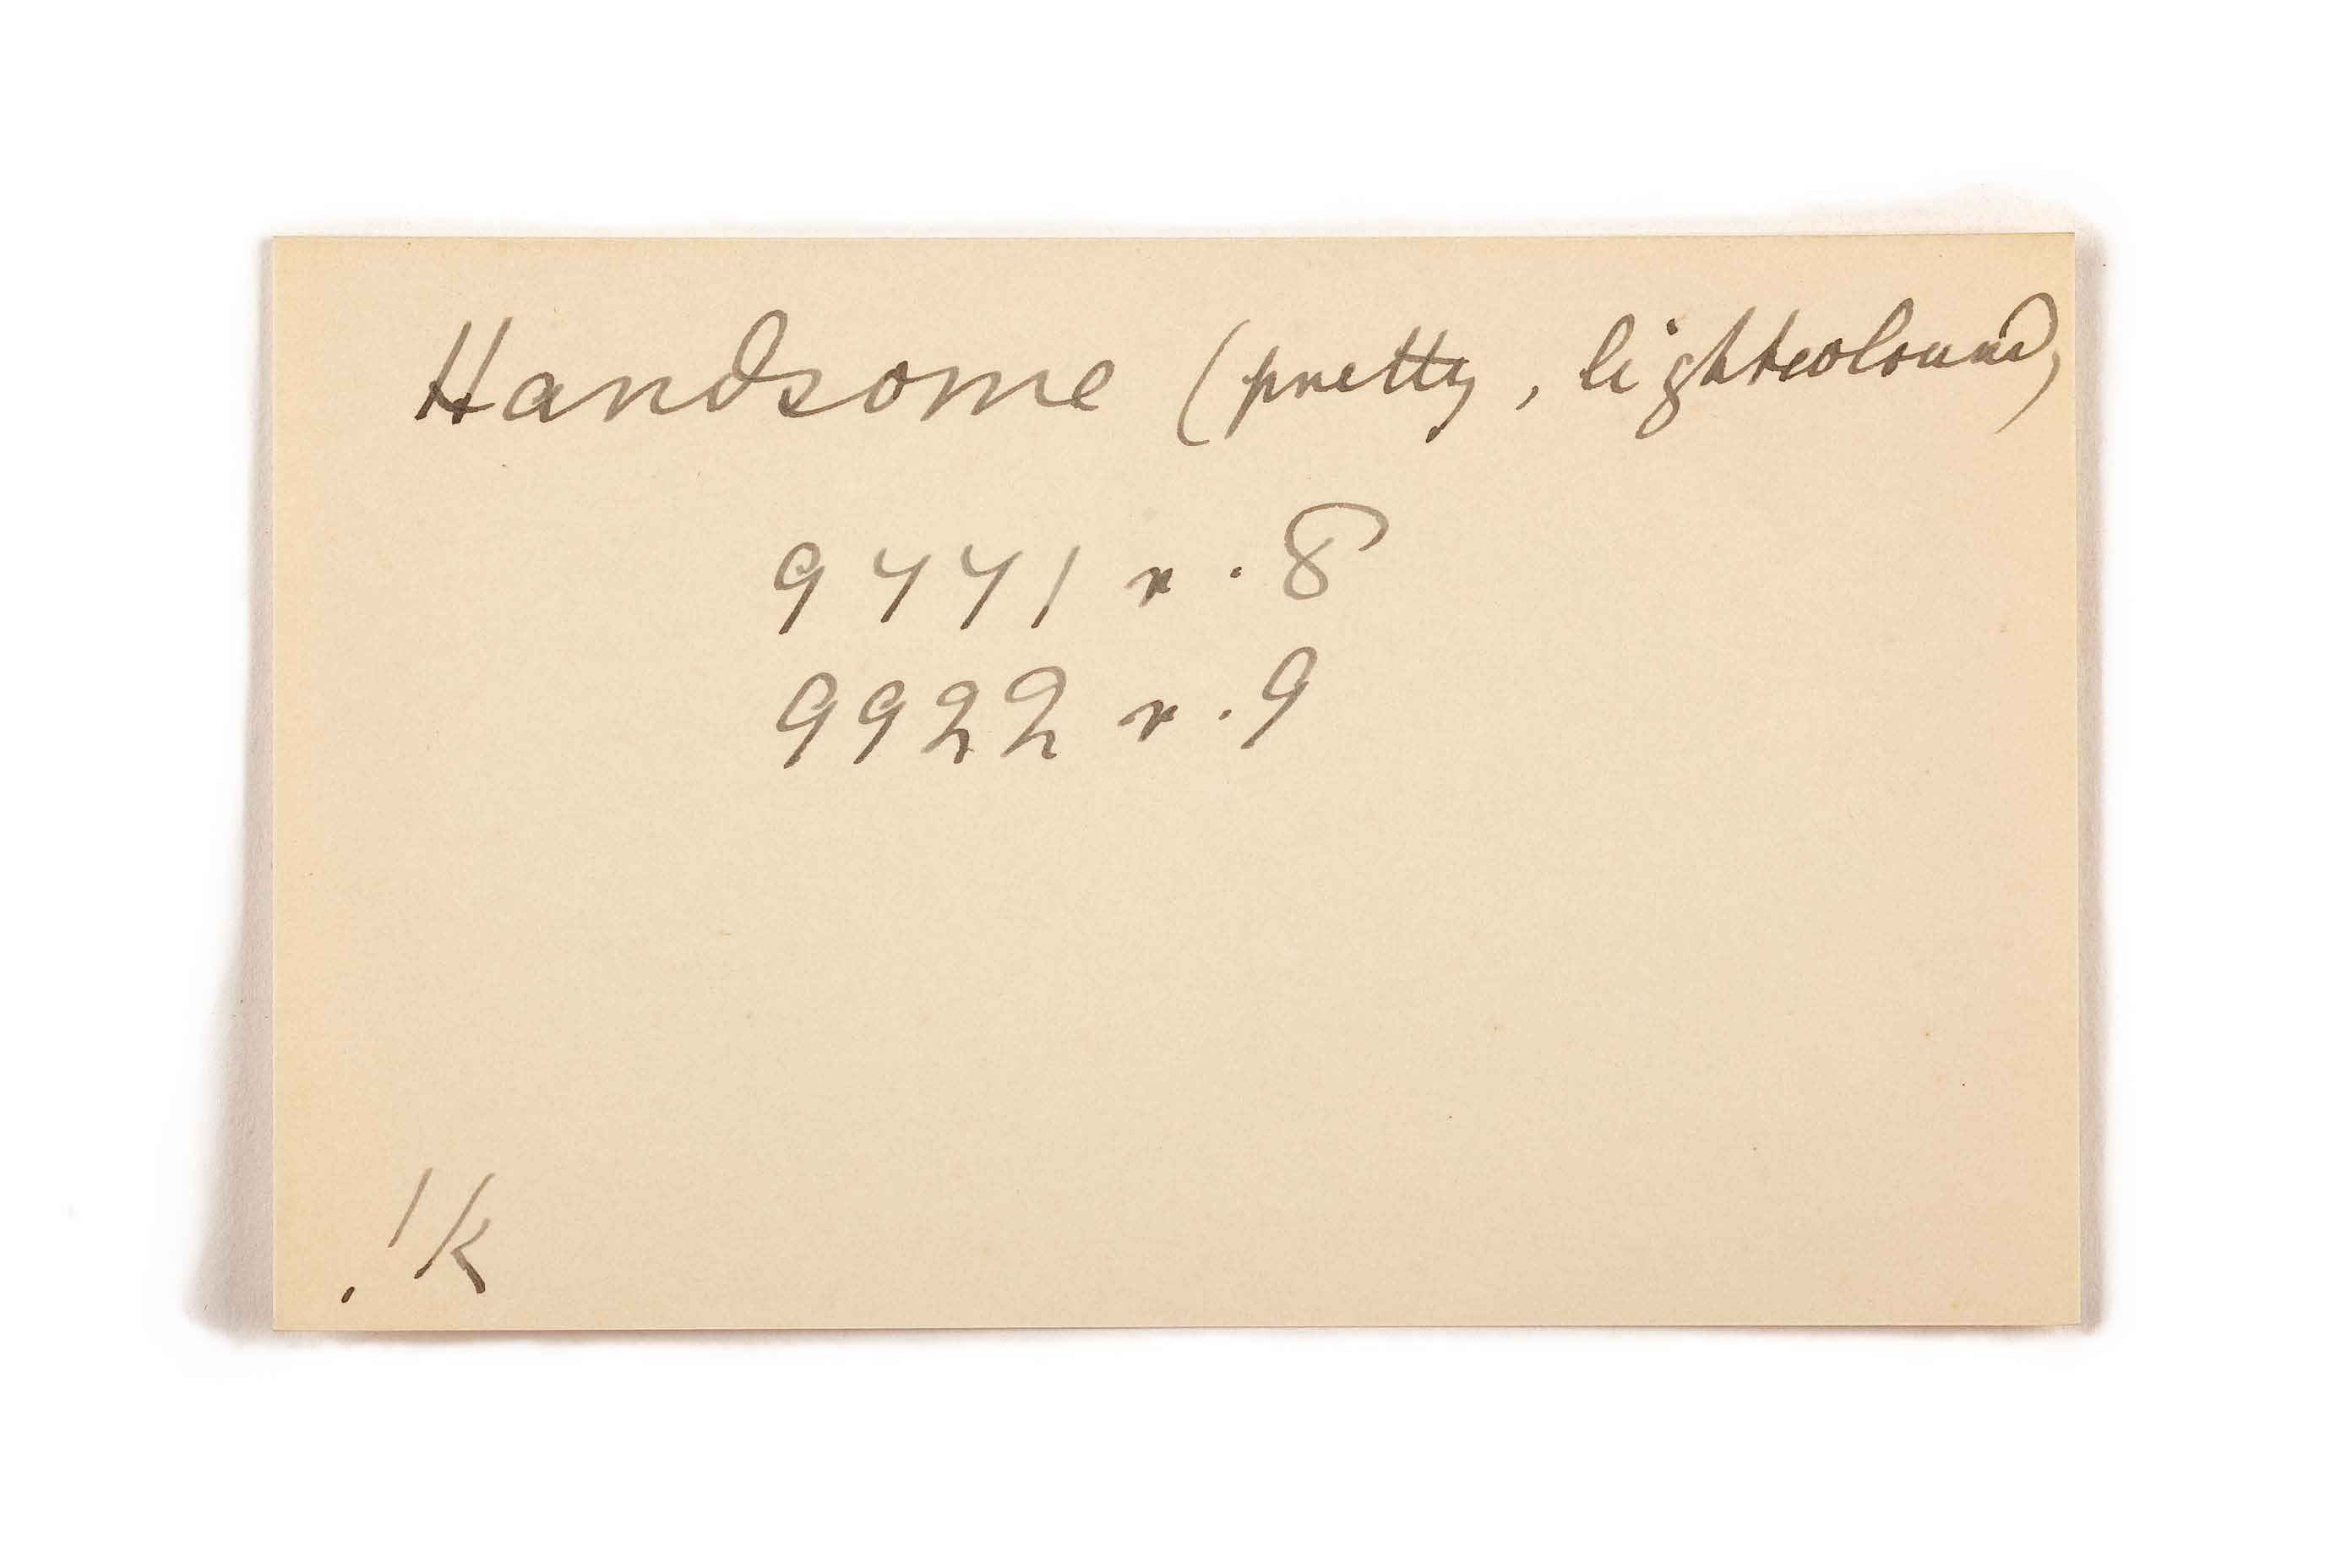 Handsome (pretty, lightcoloured)
9771 r. 8
9922 r. 9
1k